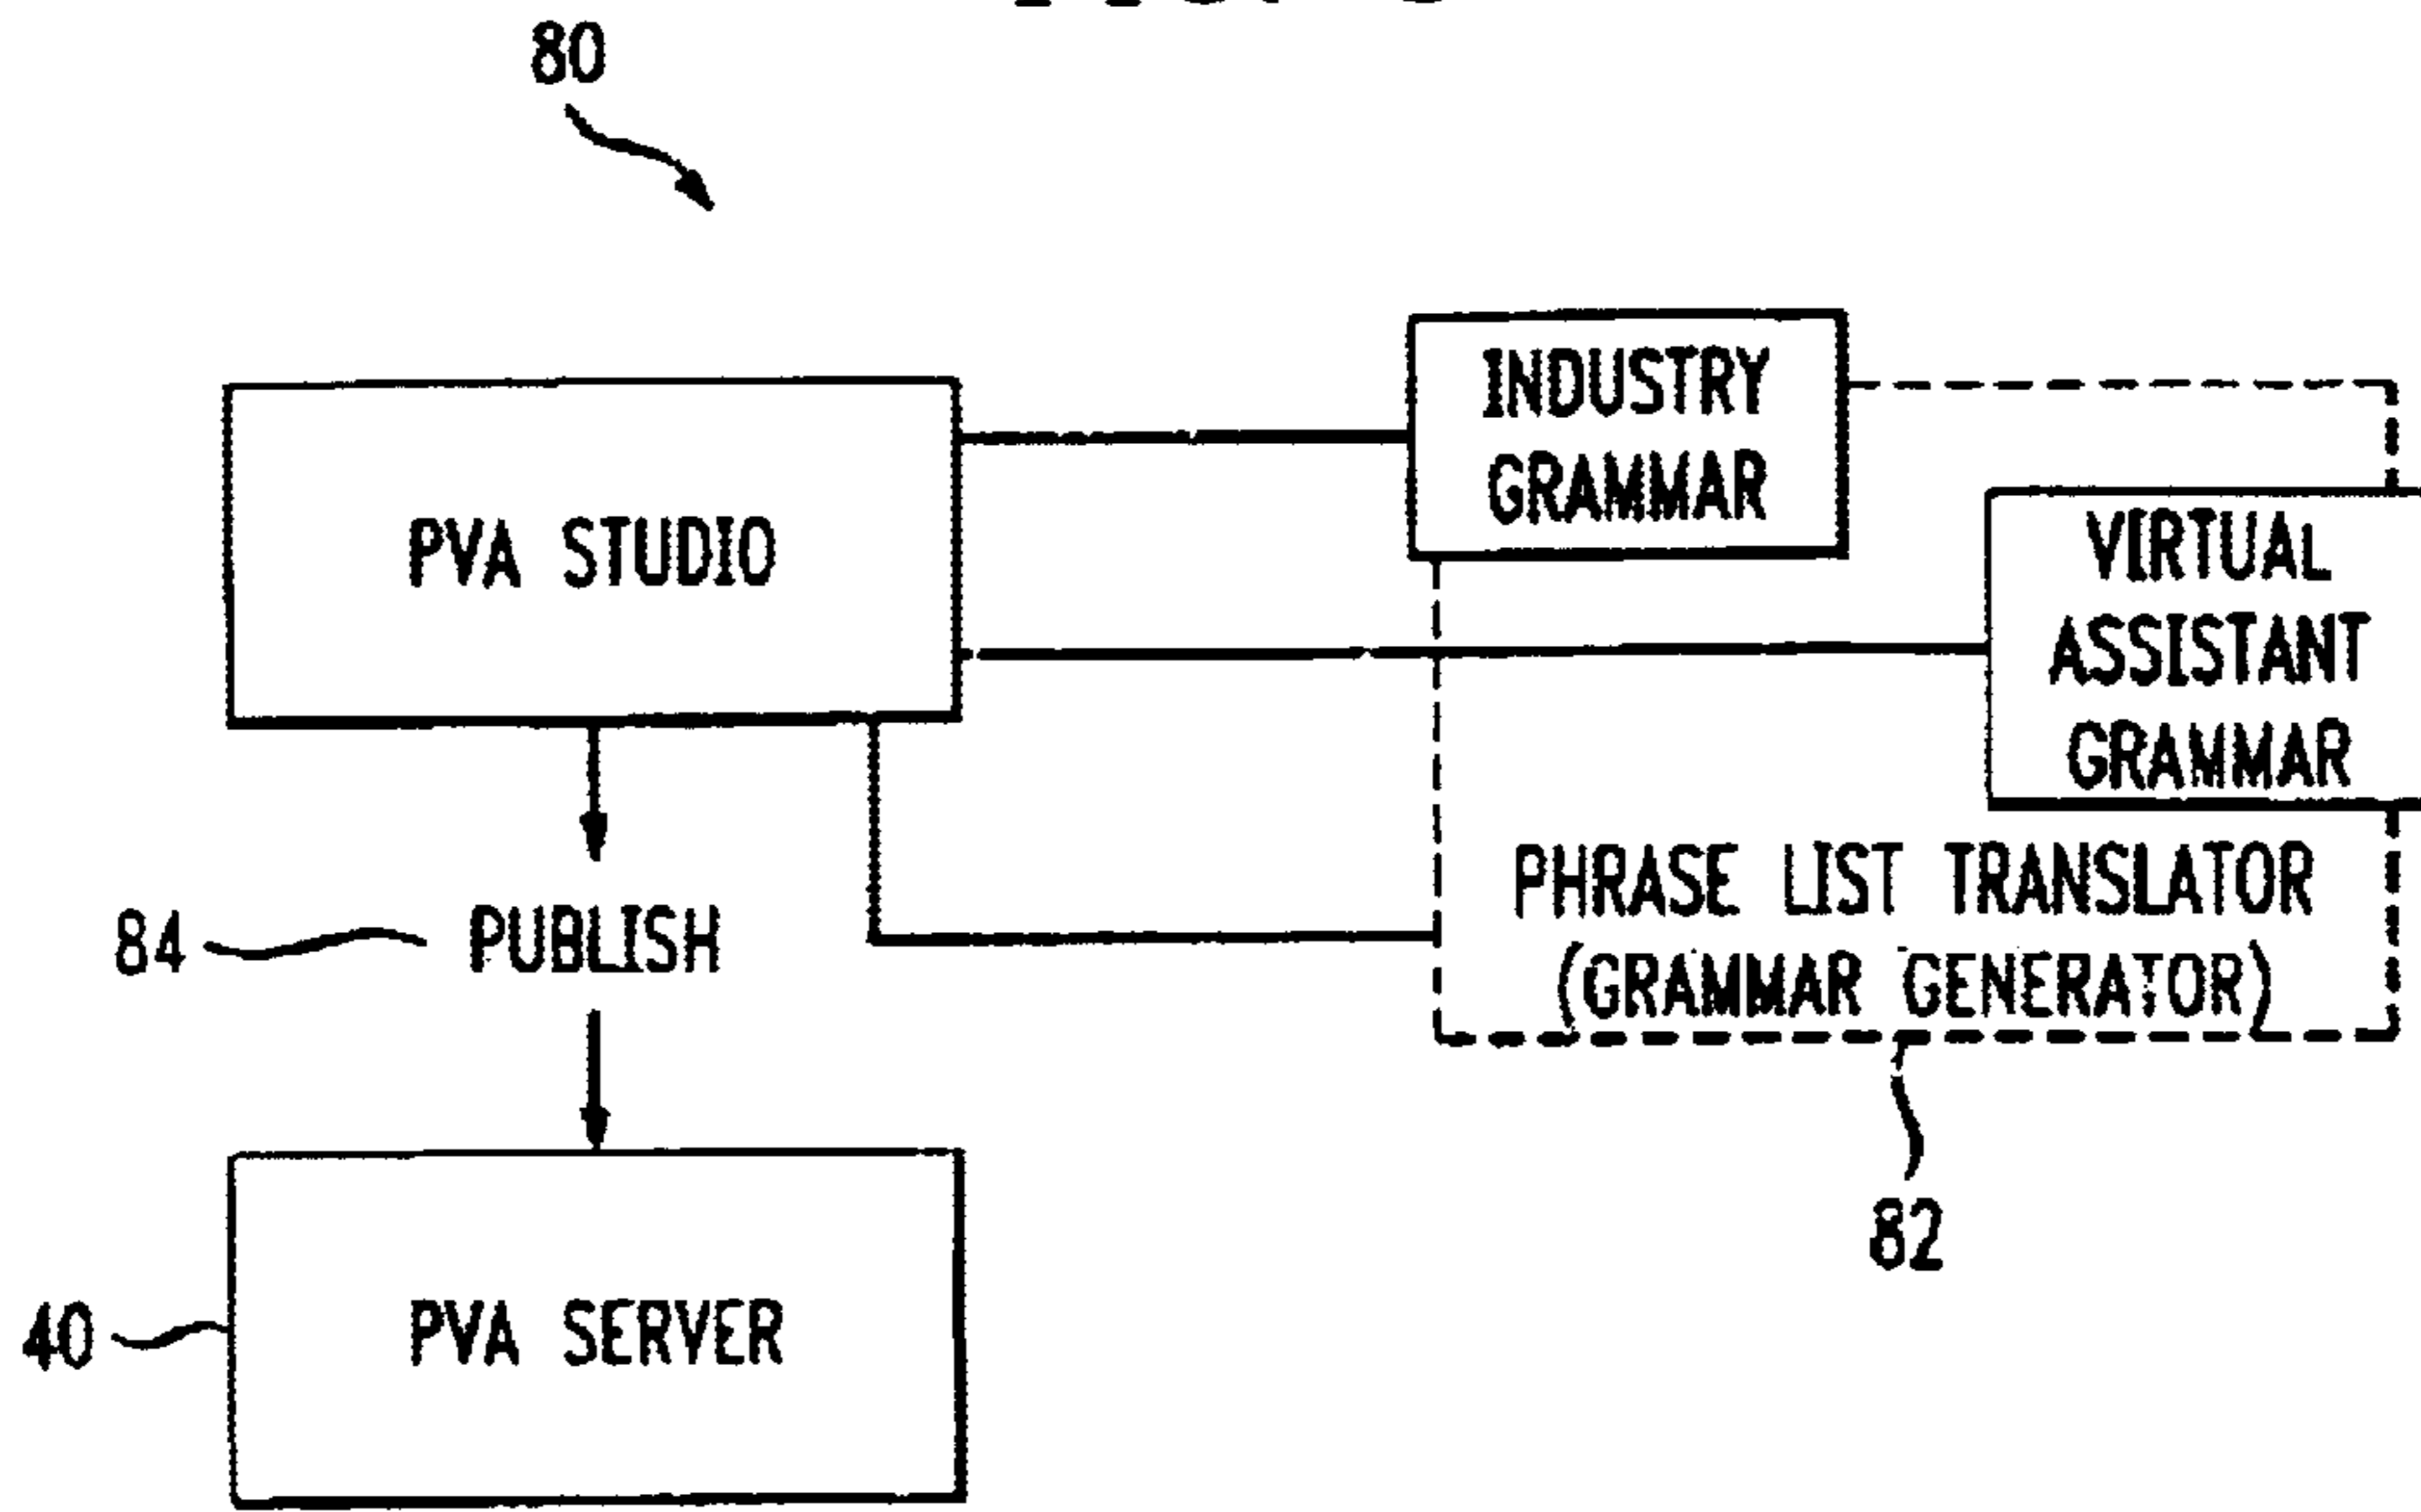 80
INDUSTRY
GRAMMAR
PVA STUDIO
VIRTUAL
ASSISTANT
GRAMMAR
PHRASE LIST TRANSLATOR
(GRAMMAR GENERATOR)
84
PUBLISH
82
40
PVA SERVER